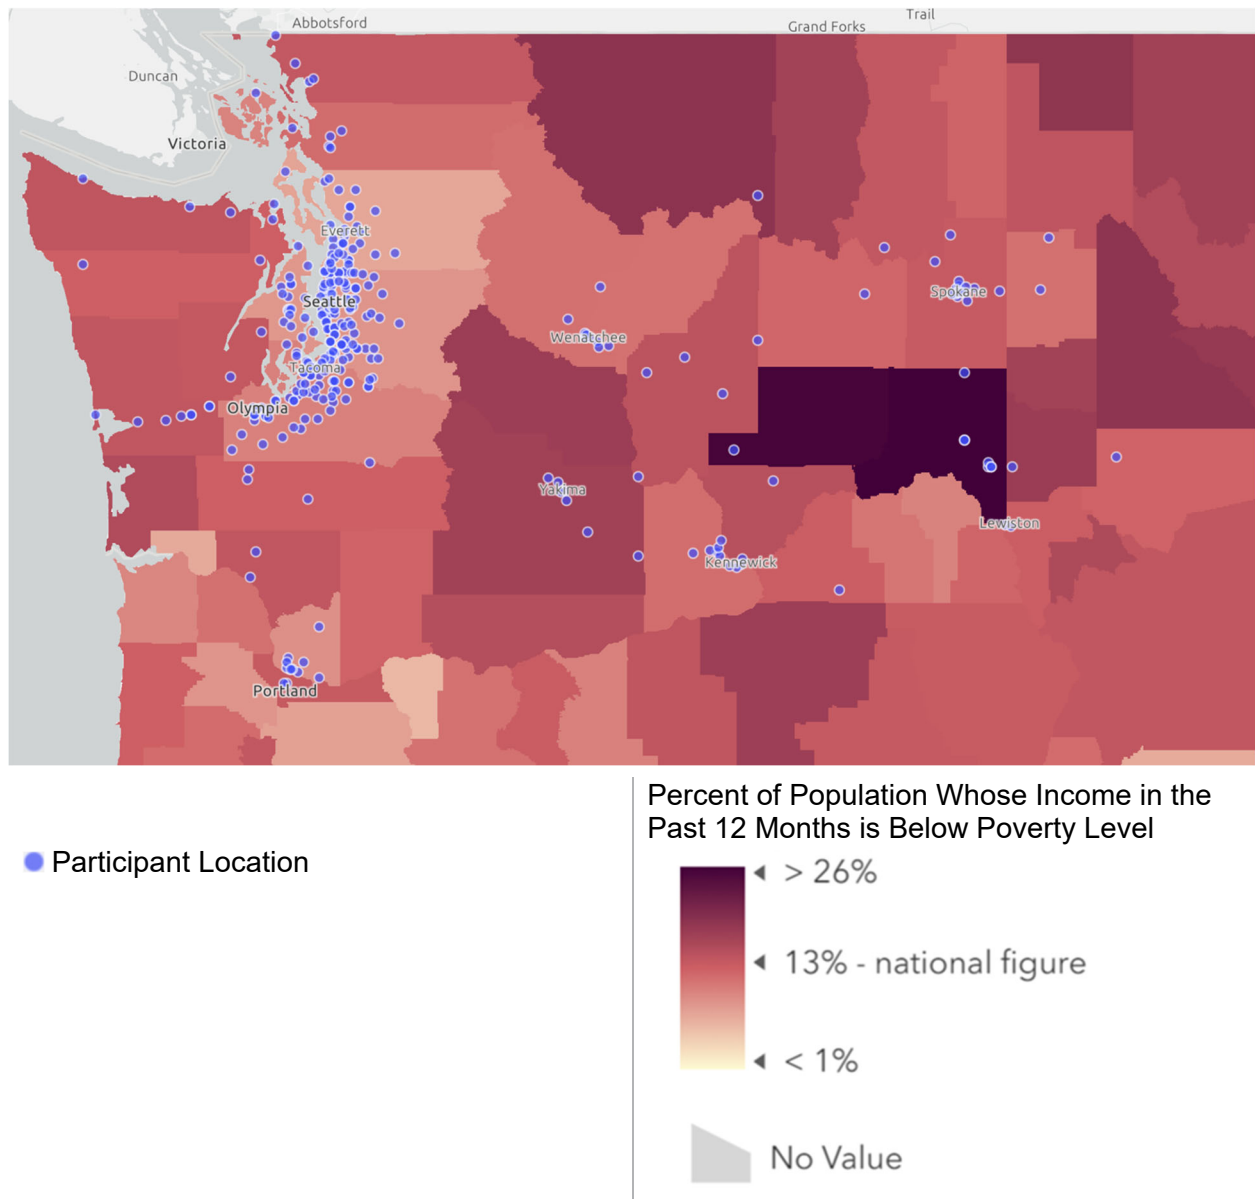 Abbotsford
Trail
Grand Forks
Duncan
Victoria
Everett
Seattle
Spokane
Wenatchee
Tacoma
Olympia
Yakima
Lewiston
Kennewick
Portland
Participant Location
Percent of Population Whose Income in the
Past 12 Months is Below Poverty Level
> 26%
13% - national figure
< 1%
No Value